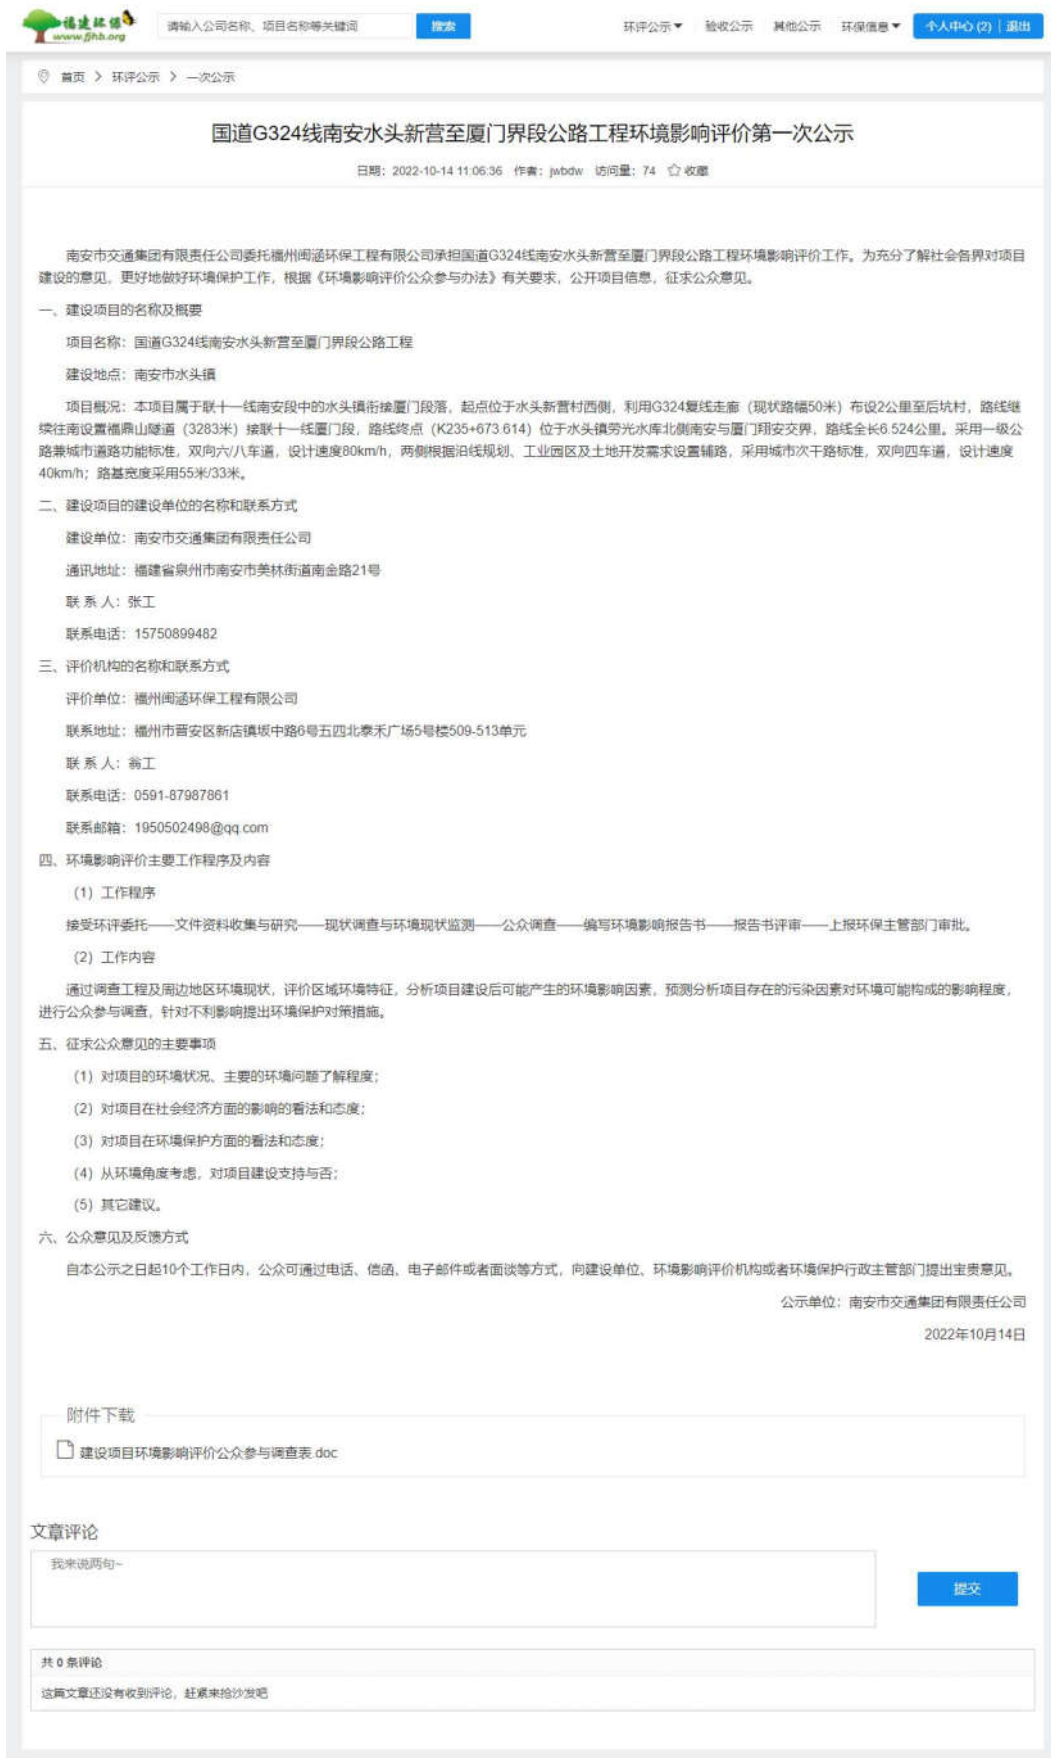 福建环保
www.fjhb.org
请输入公司名称、项目名称等关键词
搜索
环评公示▼
验收公示
其他公示
环保信息▼
个人中心 (2) | 退出
首页 > 环评公示 > 一次公示
国道G324线南安水头新营至厦门界段公路工程环境影响评价第一次公示
日期：2022-10-14 11:06:36 作者：jwbdw 访问量：74 收藏
南安市交通集团有限责任公司委托福州闽涵环保工程有限公司承担国道G324线南安水头新营至厦门界段公路工程环境影响评价工作。为充分了解社会各界对项目
建设的意见，更好地做好环境保护工作，根据《环境影响评价公众参与办法》有关要求，公开项目信息，征求公众意见。
一、建设项目的名称及概要
项目名称：国道G324线南安水头新营至厦门界段公路工程
建设地点：南安市水头镇
项目概况：本项目属于联十一线南安段中的水头镇衔接厦门段落，起点位于水头新营村西侧，利用G324复线走廊（现状路幅50米）布设2公里至后坑村，路线继
续往南设置福鼎山隧道（3283米）接联十一线厦门段，路线终点（K235+673.614）位于水头镇劳光水库北侧南安与厦门翔安交界，路线全长6.524公里。采用一级公
路兼城市道路功能标准，双向六/八车道，设计速度80km/h，两侧根据沿线规划、工业园区及土地开发需求设置辅路，采用城市次干路标准，双向四车道，设计速度
40km/h；路基宽度采用55米/33米。
二、建设项目的建设单位的名称和联系方式
建设单位：南安市交通集团有限责任公司
通讯地址：福建省泉州市南安市美林街道南金路21号
联 系 人：张工
联系电话：15750899482
三、评价机构的名称和联系方式
评价单位：福州闽涵环保工程有限公司
联系地址：福州市晋安区新店镇坂中路6号五四北泰禾广场5号楼509-513单元
联 系 人：翁工
联系电话：0591-87987861
联系邮箱：1950502498@qq.com
四、环境影响评价主要工作程序及内容
（1）工作程序
接受环评委托——文件资料收集与研究——现状调查与环境现状监测——公众调查——编写环境影响报告书——报告书评审——上报环保主管部门审批。
（2）工作内容
通过调查工程及周边地区环境现状，评价区域环境特征，分析项目建设后可能产生的环境影响因素，预测分析项目存在的污染因素对环境可能构成的影响程度，
进行公众参与调查，针对不利影响提出环境保护对策措施。
五、征求公众意见的主要事项
（1）对项目的环境状况、主要的环境问题了解程度；
（2）对项目在社会经济方面的影响的看法和态度；
（3）对项目在环境保护方面的看法和态度；
（4）从环境角度考虑，对项目建设支持与否；
（5）其它建议。
六、公众意见及反馈方式
自本公示之日起10个工作日内，公众可通过电话、信函、电子邮件或者面谈等方式，向建设单位、环境影响评价机构或者环境保护行政主管部门提出宝贵意见。
公示单位：南安市交通集团有限责任公司
2022年10月14日
附件下载
建设项目环境影响评价公众参与调查表.doc
文章评论
我来说两句~
提交
共 0 条评论
这篇文章还没有收到评论，赶紧来抢沙发吧